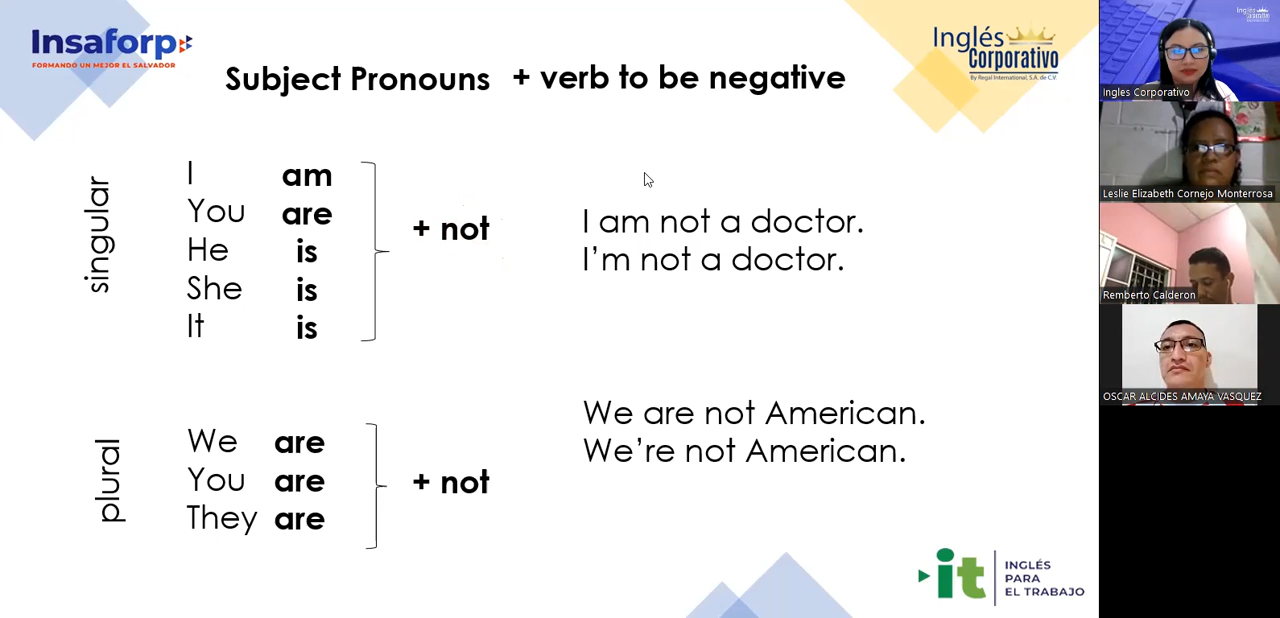 Insaforp
FORMANDO UN MEJOR EL SALVADOR
Inglés
Corporativo
By Regal International, S.A. de C.V.
Subject Pronouns + verb to be negative
singular
I am
You are
He is
She is
It is
+ not
I am not a doctor.
I'm not a doctor.
plural
We are
You are
They are
+ not
We are not American.
We're not American.
it
INGLÉS
PARA
EL TRABAJO
Inglés
Corporativo
Ingles Corporativo
Leslie Elizabeth Cornejo Monterrosa
Remberto Calderon
OSCAR ALCIDES AMAYA VASQUEZ